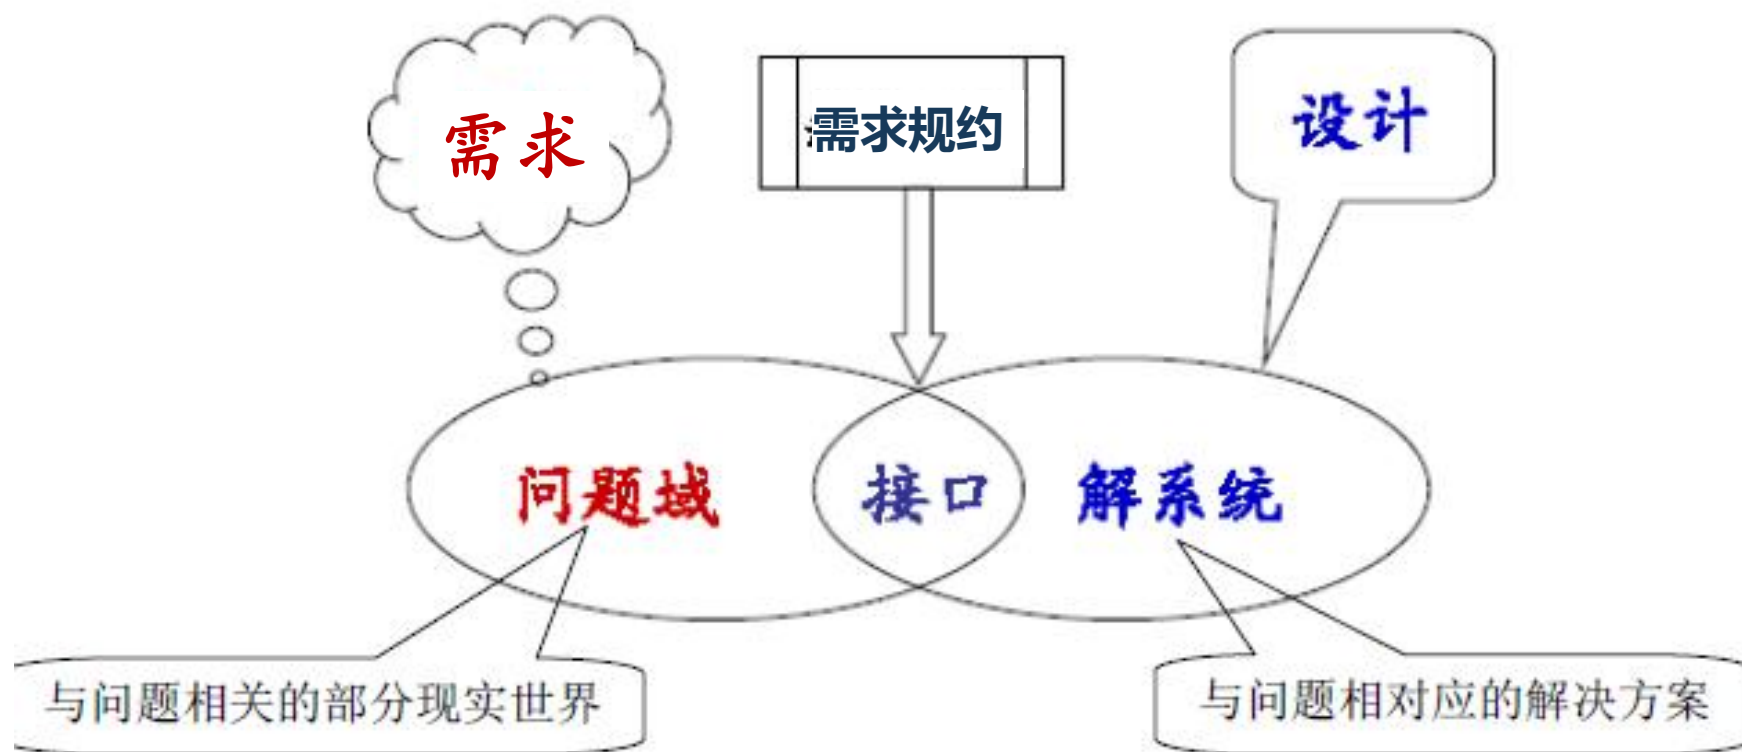 需求
需求规约
设计
问题域
接口
解系统
与问题相关的部分现实世界
与问题相对应的解决方案